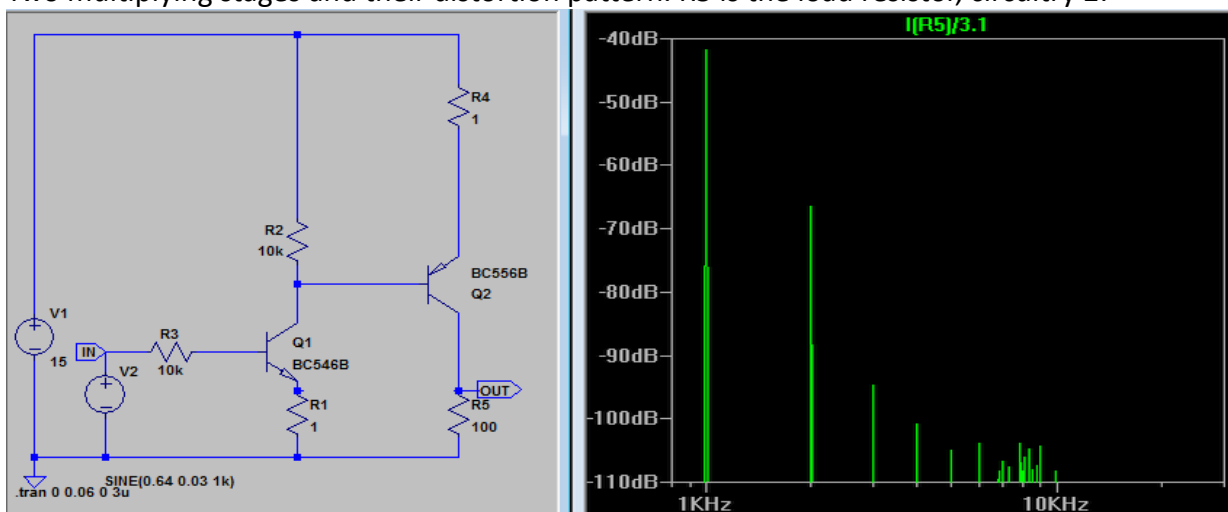 Two multiplying stages and their distortion pattern. R5 is the load resistor, circuitry 2.
R4
1
R2
10k
BC556B
Q2
V1
15
IN
R3
10k
Q1
BC546B
V2
OUT
R1
1
R5
100
SINE(0.64 0.03 1k)
.tran 0 0.06 0 3u
I(R5)/3.1
-40dB
-50dB
-60dB
-70dB
-80dB
-90dB
-100dB
-110dB
1KHz
10KHz